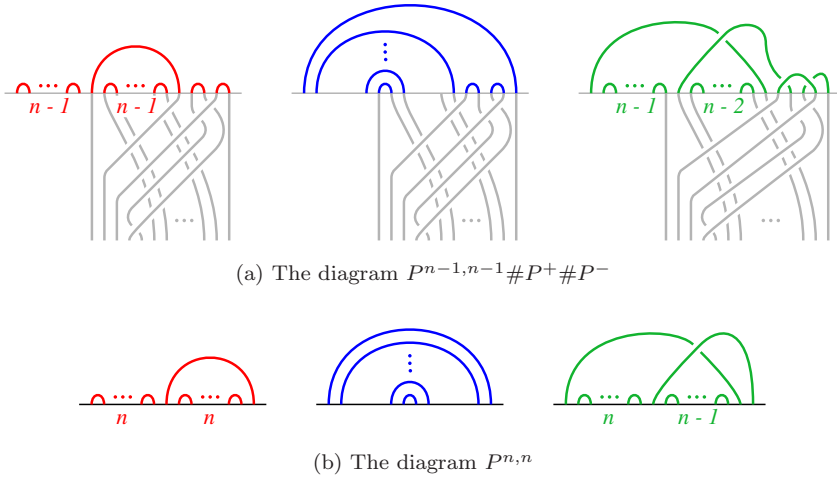 n - 1 n - 1 n - 1 n - 2
(a) The diagram P^{n−1,n−1}#P^+#P^−
n n n n - 1
(b) The diagram P^{n,n}